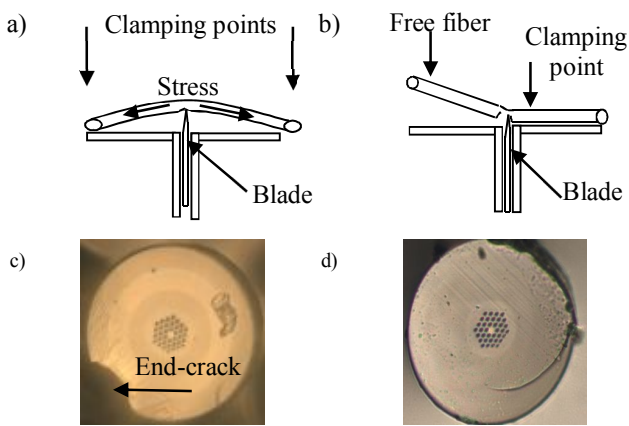 a)
Clamping points
Stress
Blade
b)
Free fiber
Clamping
point
Blade
c)
End-crack
d)